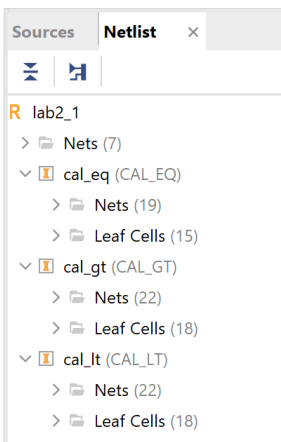 Sources Netlist ×
R lab2_1
Nets (7)
I cal_eq (CAL_EQ)
Nets (19)
Leaf Cells (15)
I cal_gt (CAL_GT)
Nets (22)
Leaf Cells (18)
I cal_lt (CAL_LT)
Nets (22)
Leaf Cells (18)